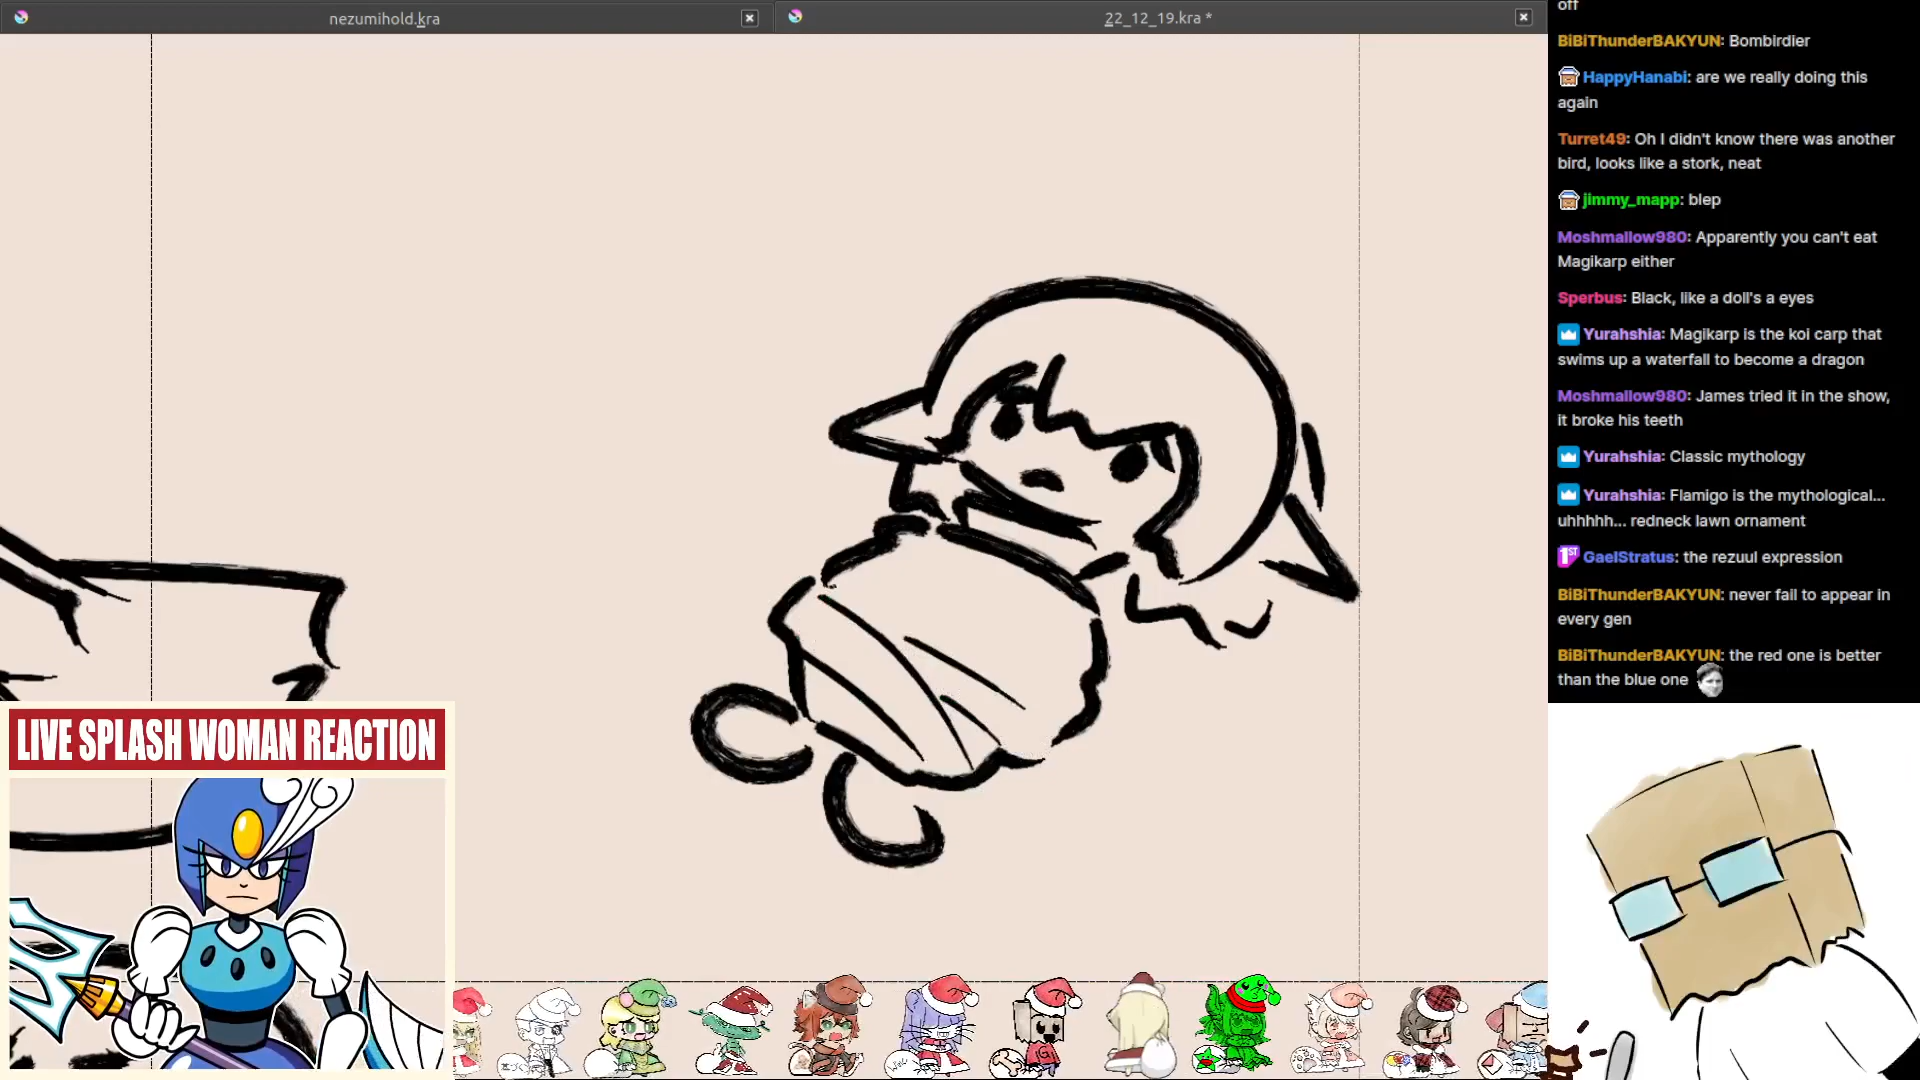 nezumihold.kra
22_12_19.kra *
off
BiBiThunderBAKYUN: Bombirdier
HappyHanabi: are we really doing this
again
Turret49: Oh I didn't know there was another
bird, looks like a stork, neat
jimmy_mapp: blep
Moshmallow980: Apparently you can't eat
Magikarp either
Sperbus: Black, like a doll's a eyes
Yurahshia: Magikarp is the koi carp that
swims up a waterfall to become a dragon
Moshmallow980: James tried it in the show,
it broke his teeth
Yurahshia: Classic mythology
Yurahshia: Flamigo is the mythological...
uhhhhh... redneck lawn ornament
1ST GaelStratus: the rezuul expression
BiBiThunderBAKYUN: never fail to appear in
every gen
BiBiThunderBAKYUN: the red one is better
than the blue one
LIVE SPLASH WOMAN REACTION